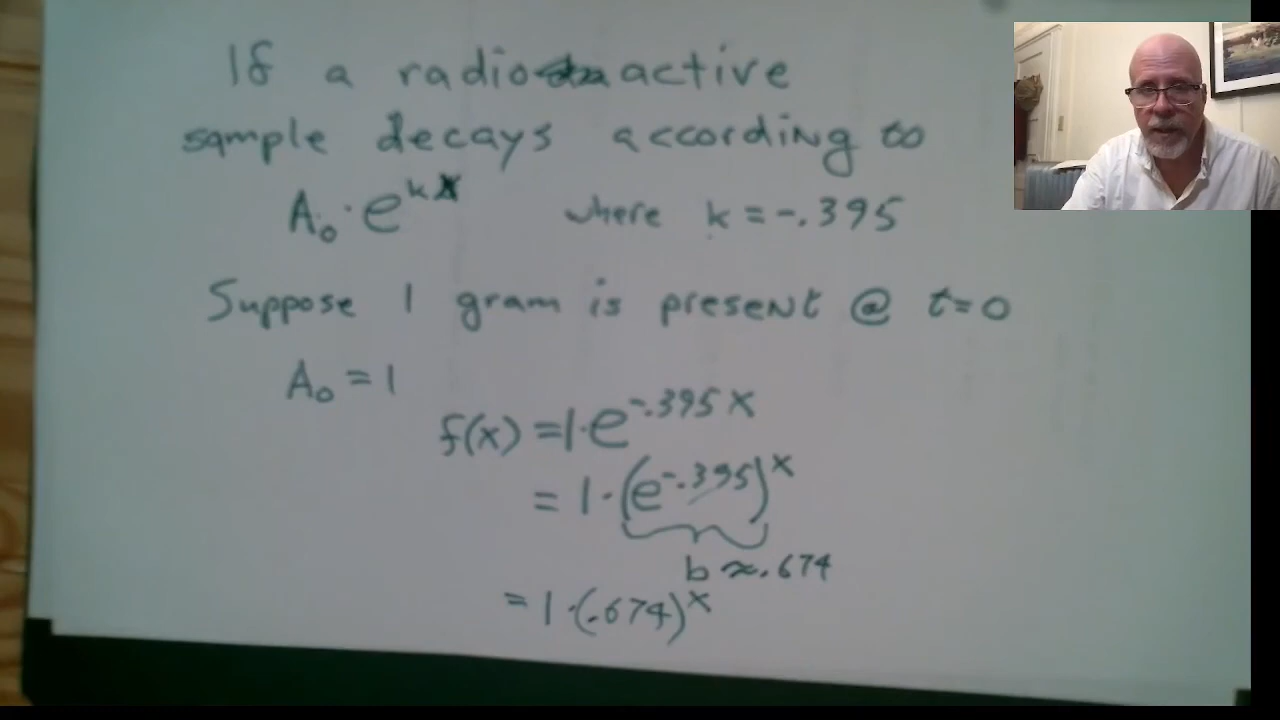 If a radioactive
sample decays according to
A₀·e^kx where k = -.395
Suppose 1 gram is present @ t=0
A₀ = 1
f(x) = 1·e^-.395x
= 1·(e^-.395)^x
b ≈ .674
= 1·(.674)^x